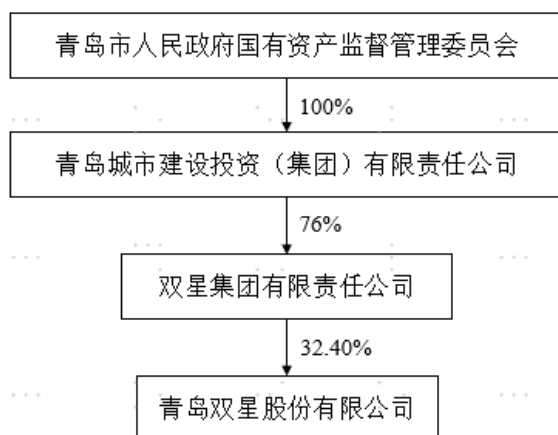 青岛市人民政府国有资产监督管理委员会
100%
青岛城市建设投资（集团）有限责任公司
76%
双星集团有限责任公司
32.40%
青岛双星股份有限公司